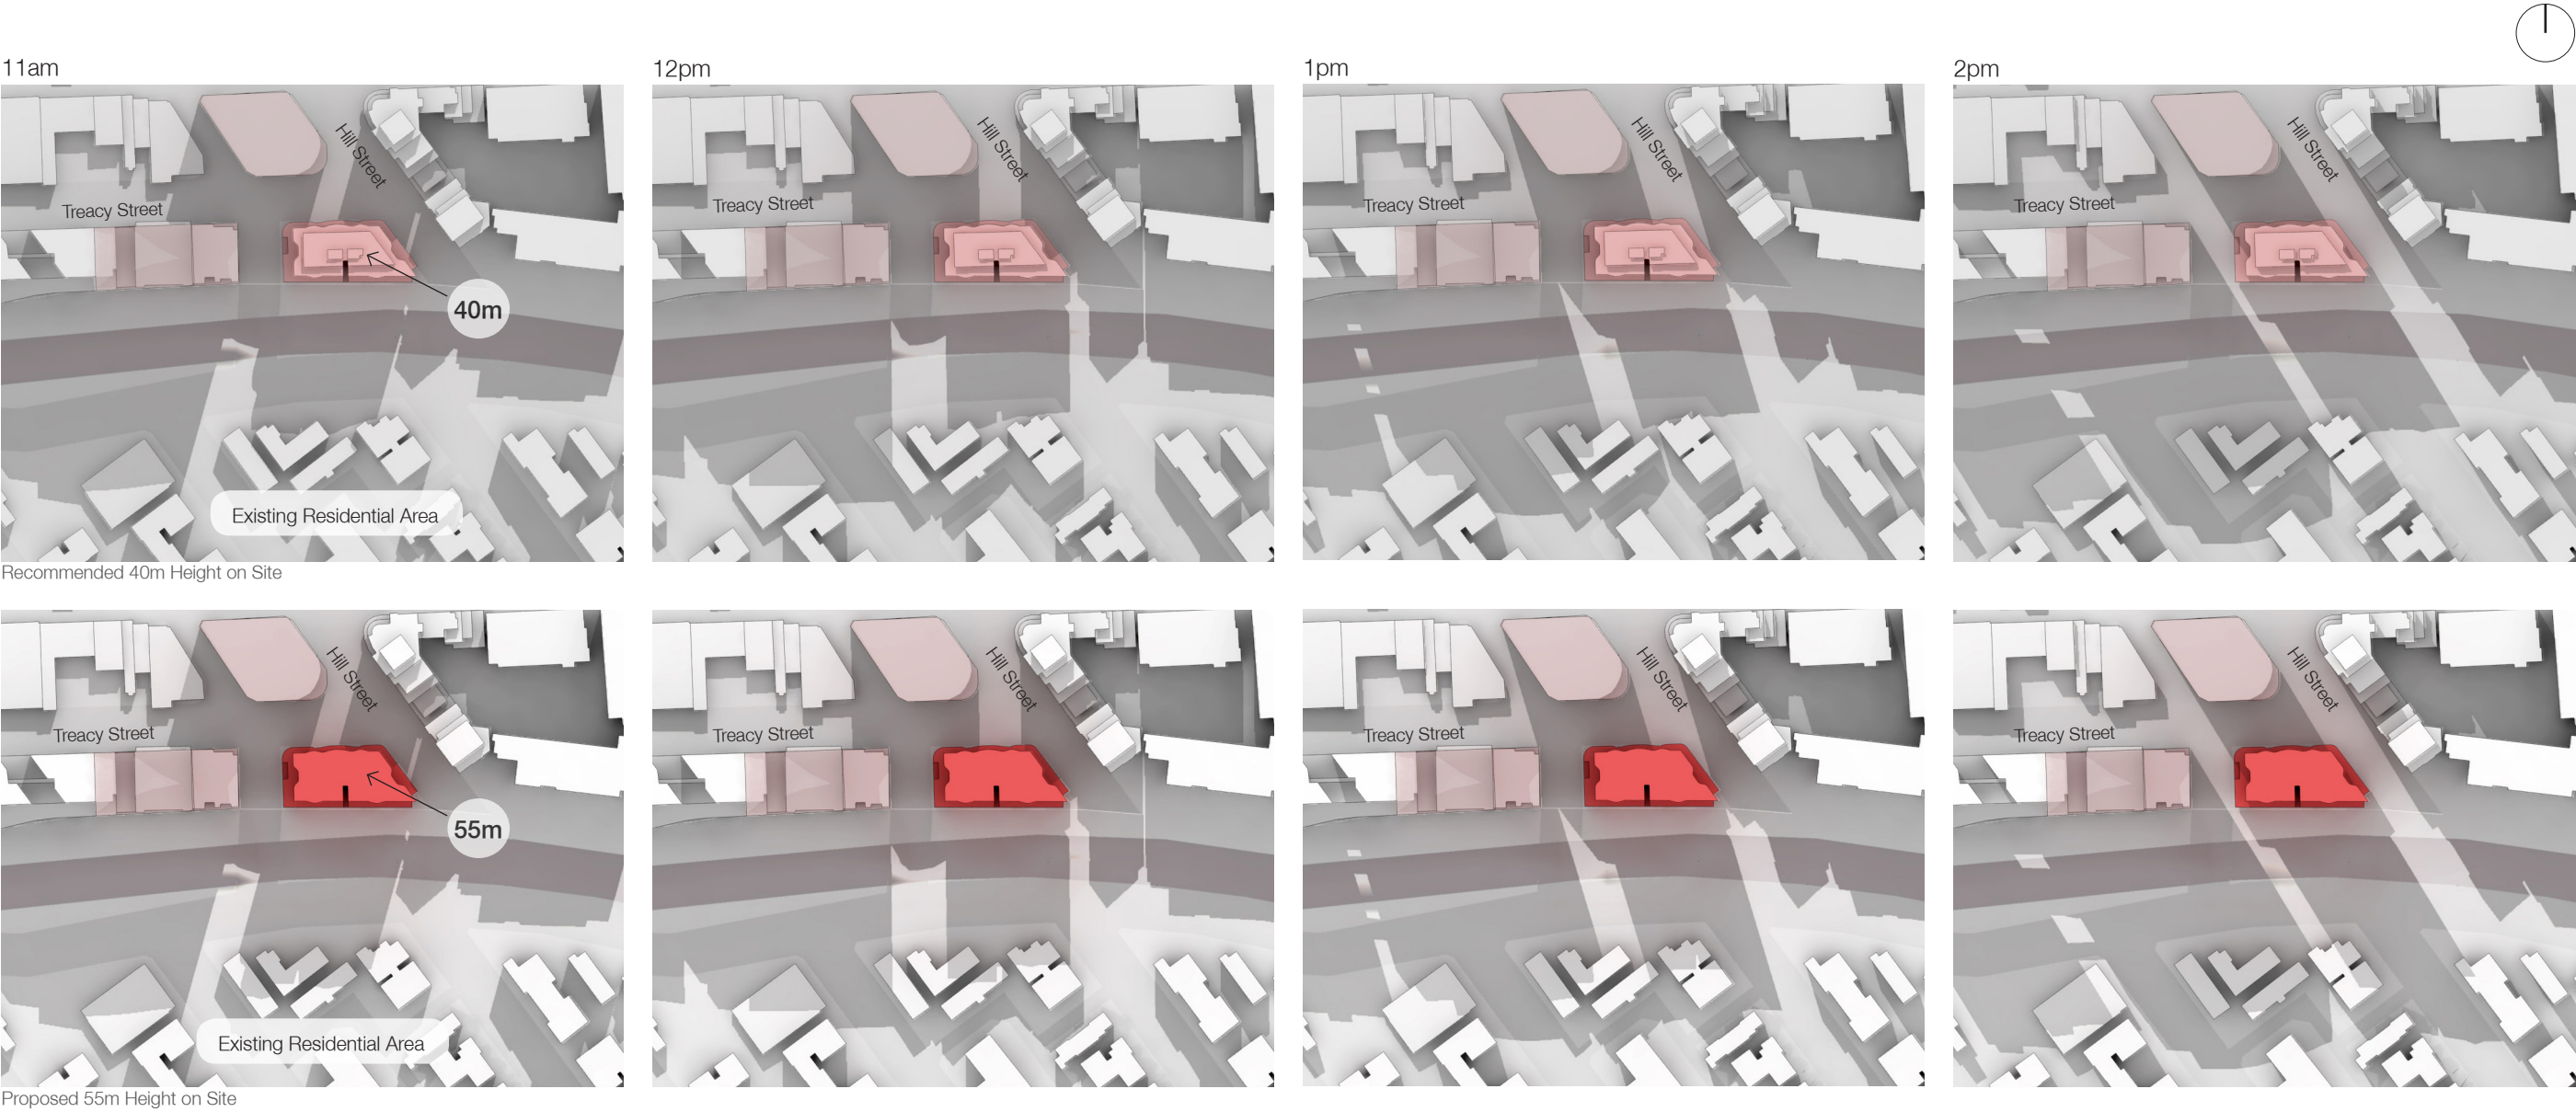 11am
12pm
1pm
2pm
Hill Street
Hill Street
Hill Street
Hill Street
Treacy Street
Treacy Street
Treacy Street
Treacy Street
40m
Existing Residential Area
Recommended 40m Height on Site
Hill Street
Hill Street
Hill Street
Hill Street
Treacy Street
Treacy Street
Treacy Street
Treacy Street
55m
Existing Residential Area
Proposed 55m Height on Site